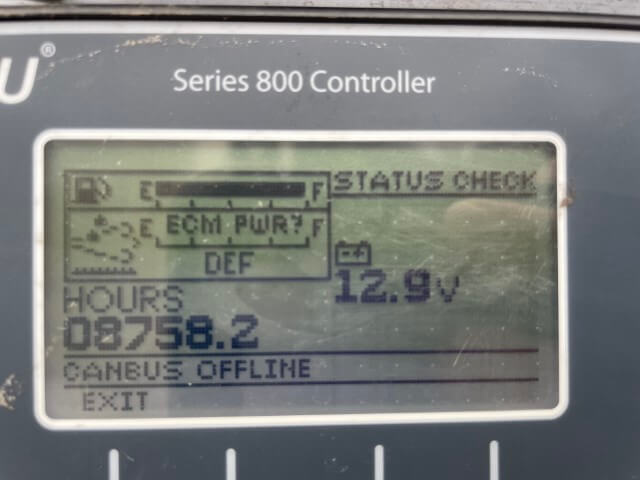 U®
Series 800 Controller
E F STATUS CHECK
E ECM PWR? F
DEF
12.9V
HOURS
08758.2
CANBUS OFFLINE
EXIT